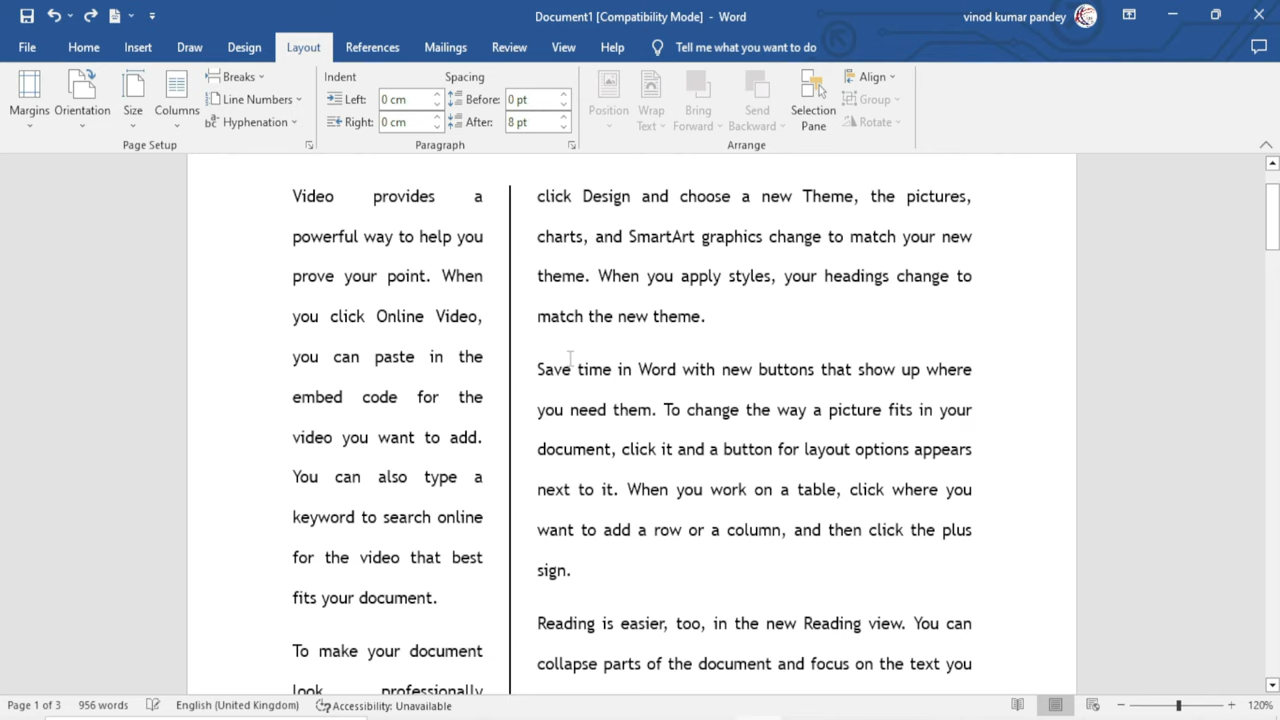 Document1 [Compatibility Mode] - Word
vinod kumar pandey
File Home Insert Draw Design Layout References Mailings Review View Help Tell me what you want to do
Margins
Orientation
Size
Columns
Breaks
Line Numbers
Hyphenation
Page Setup
Indent
Left: 0 cm
Right: 0 cm
Spacing
Before: 0 pt
After: 8 pt
Paragraph
Position
Wrap
Text
Bring
Forward
Send
Backward
Selection
Pane
Align
Group
Rotate
Arrange
Video provides a
powerful way to help you
prove your point. When
you click Online Video,
you can paste in the
embed code for the
video you want to add.
You can also type a
keyword to search online
for the video that best
fits your document.
To make your document
look professionally
click Design and choose a new Theme, the pictures,
charts, and SmartArt graphics change to match your new
theme. When you apply styles, your headings change to
match the new theme.
Save time in Word with new buttons that show up where
you need them. To change the way a picture fits in your
document, click it and a button for layout options appears
next to it. When you work on a table, click where you
want to add a row or a column, and then click the plus
sign.
Reading is easier, too, in the new Reading view. You can
collapse parts of the document and focus on the text you
Page 1 of 3 956 words English (United Kingdom) Accessibility: Unavailable 120%